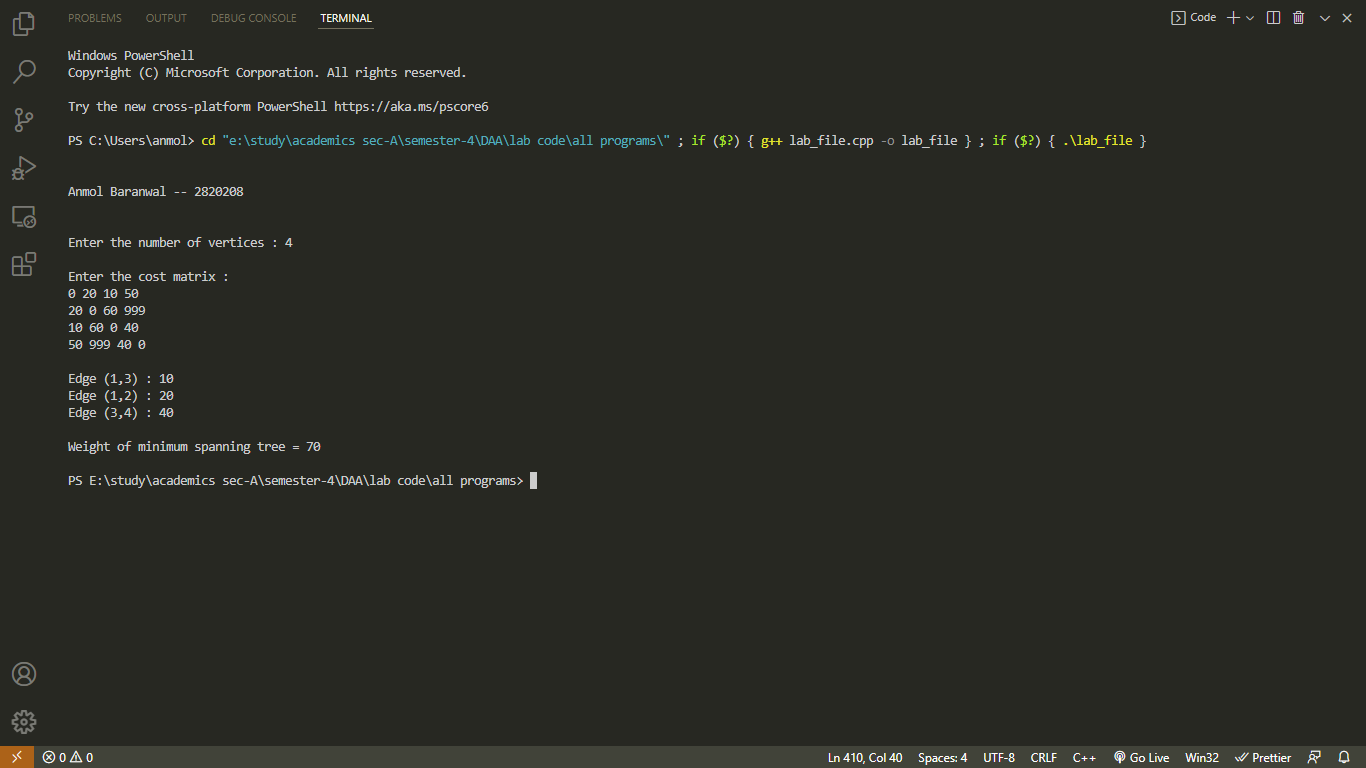 PROBLEMS OUTPUT DEBUG CONSOLE TERMINAL Code
Windows PowerShell
Copyright (C) Microsoft Corporation. All rights reserved.
Try the new cross-platform PowerShell https://aka.ms/pscore6
PS C:\Users\anmol> cd "e:\study\academics sec-A\semester-4\DAA\lab code\all programs\" ; if ($?) { g++ lab_file.cpp -o lab_file } ; if ($?) { .\lab_file }
Anmol Baranwal -- 2820208
Enter the number of vertices : 4
Enter the cost matrix :
0 20 10 50
20 0 60 999
10 60 0 40
50 999 40 0
Edge (1,3) : 10
Edge (1,2) : 20
Edge (3,4) : 40
Weight of minimum spanning tree = 70
PS E:\study\academics sec-A\semester-4\DAA\lab code\all programs>
0 0 Ln 410, Col 40 Spaces: 4 UTF-8 CRLF C++ Go Live Win32 Prettier